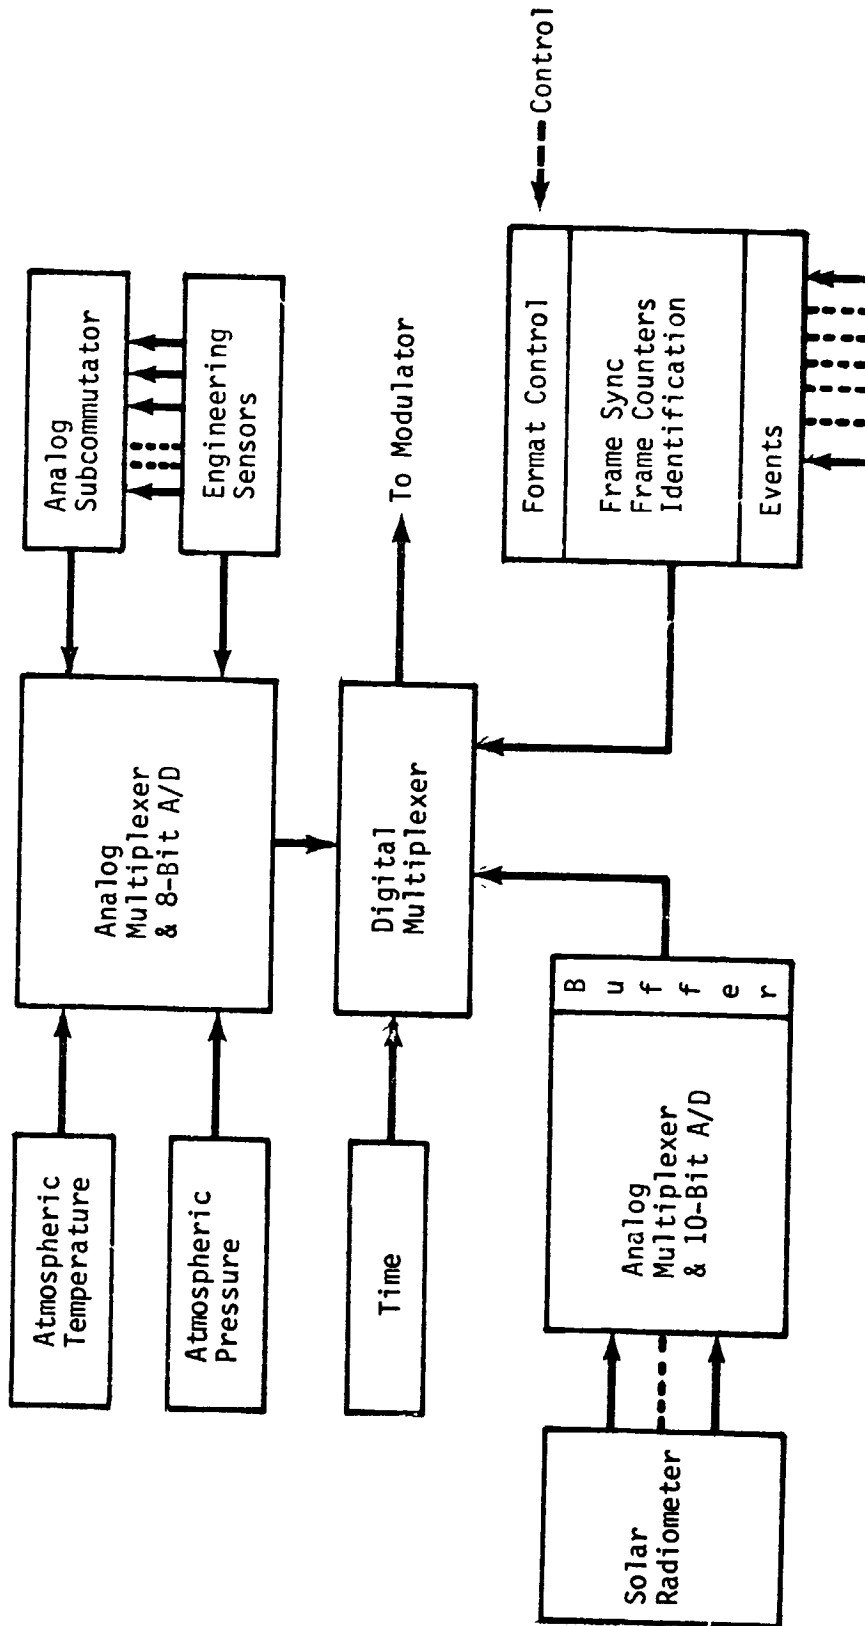 Atmospheric
Temperature
Atmospheric
Pressure
Time
Solar
Radiometer
Analog
Multiplexer
& 8-Bit A/D
Digital
Multiplexer
Analog
Multiplexer
& 10-Bit A/D
Buffer
Analog
Subcommutator
Engineering
Sensors
To Modulator
Format Control
Frame Sync
Frame Counters
Identification
Events
Control